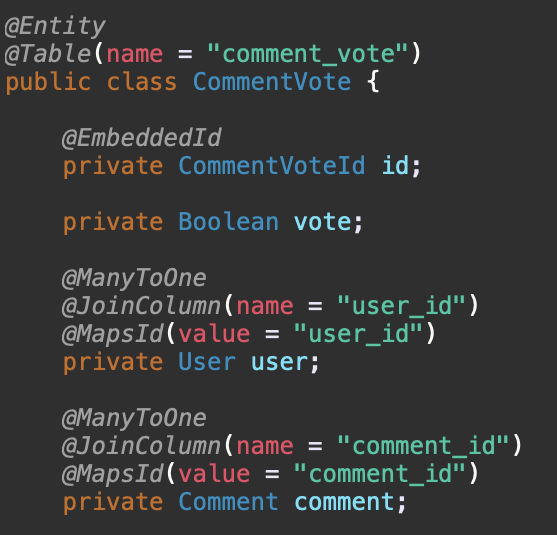 @Entity
@Table(name = "comment_vote")
public class CommentVote {
@EmbeddedId
private CommentVoteId id;
private Boolean vote;
@ManyToOne
@JoinColumn(name = "user_id")
@MapsId(value = "user_id")
private User user;
@ManyToOne
@JoinColumn(name = "comment_id")
@MapsId(value = "comment_id")
private Comment comment;